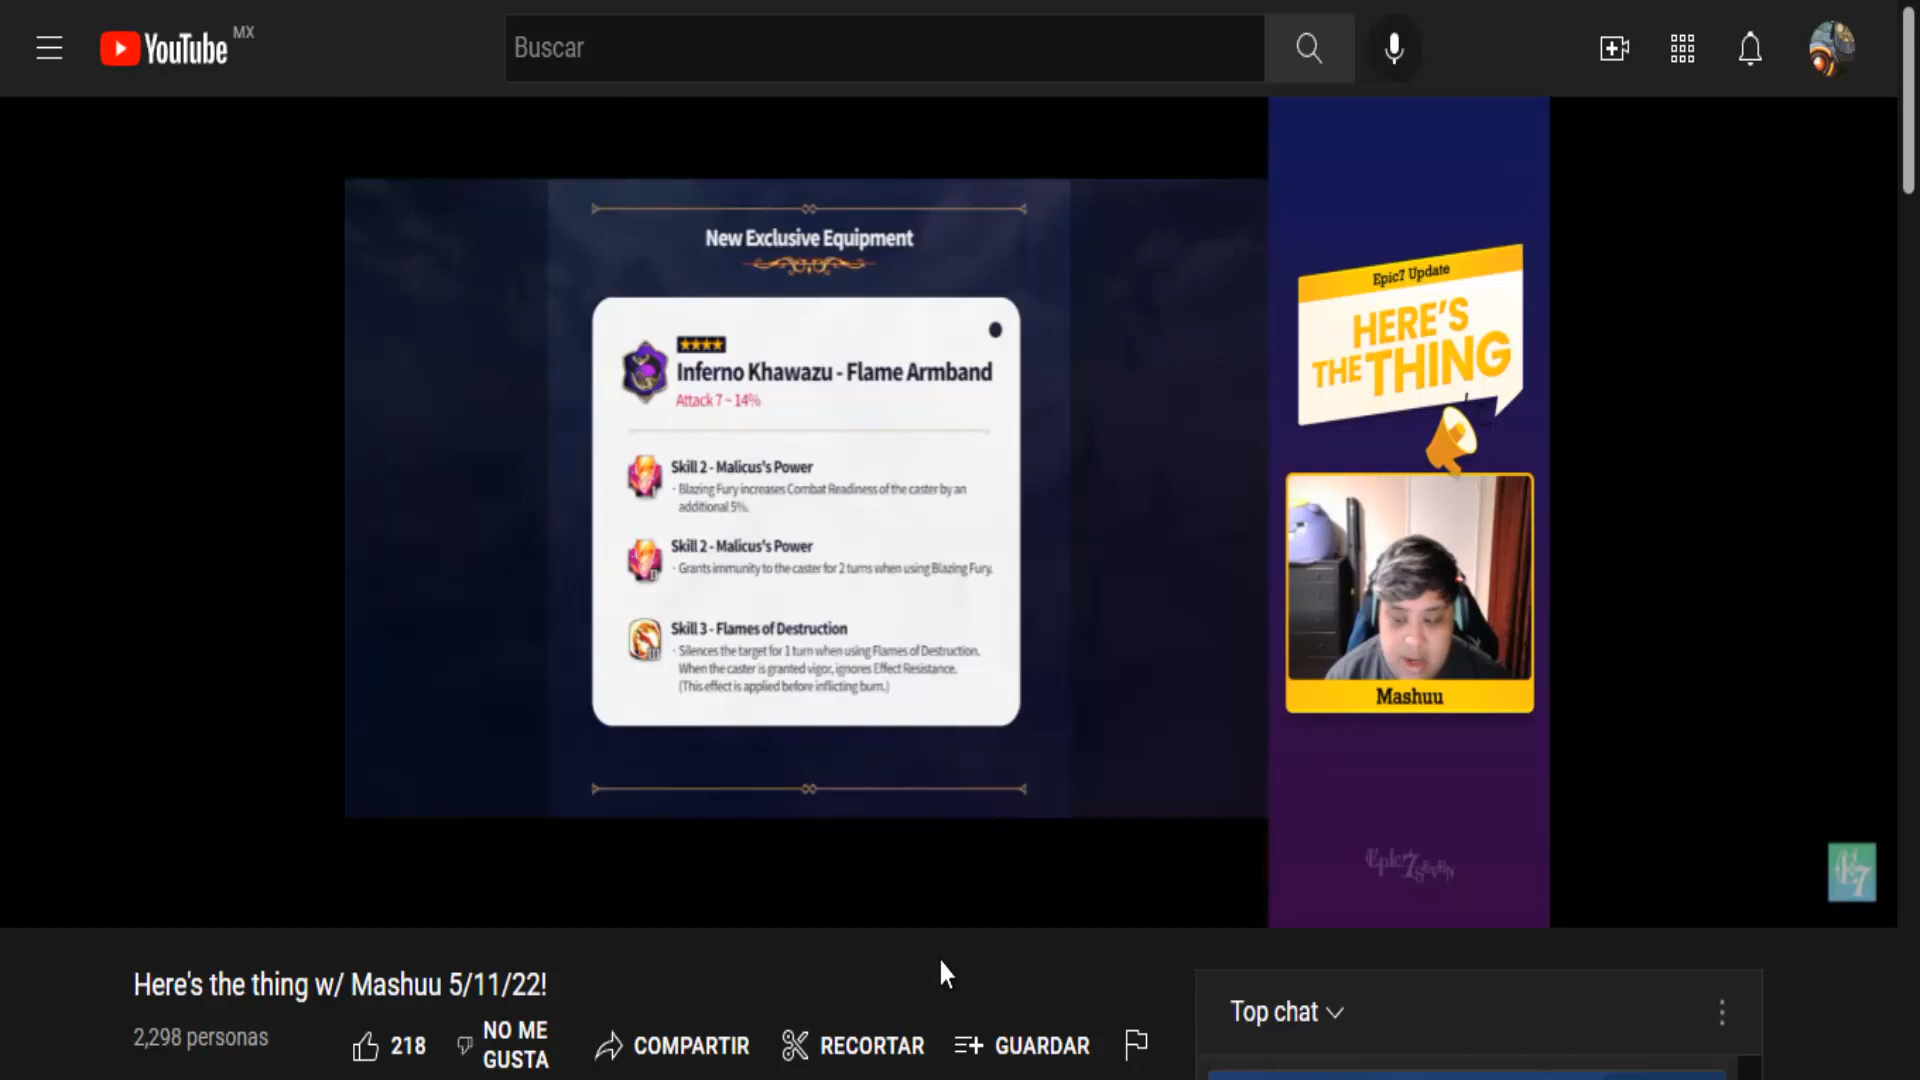 YouTube MX
Buscar
New Exclusive Equipment
Inferno Khawazu - Flame Armband
Attack 7 ~ 14%
Skill 2 - Malicus's Power
· Blazing Fury increases Combat Readiness of the caster by an
additional 5%.
Skill 2 - Malicus's Power
· Grants immunity to the caster for 2 turns when using Blazing Fury.
Skill 3 - Flames of Destruction
· Silences the target for 1 turn when using Flames of Destruction.
When the caster is granted vigor, ignores Effect Resistance.
(This effect is applied before inflicting burn.)
Epic7 Update
HERE'S
THE THING
Mashuu
Epic7 SEVEN
E7
Here's the thing w/ Mashuu 5/11/22!
2,298 personas
218
NO ME
GUSTA
COMPARTIR
RECORTAR
GUARDAR
Top chat